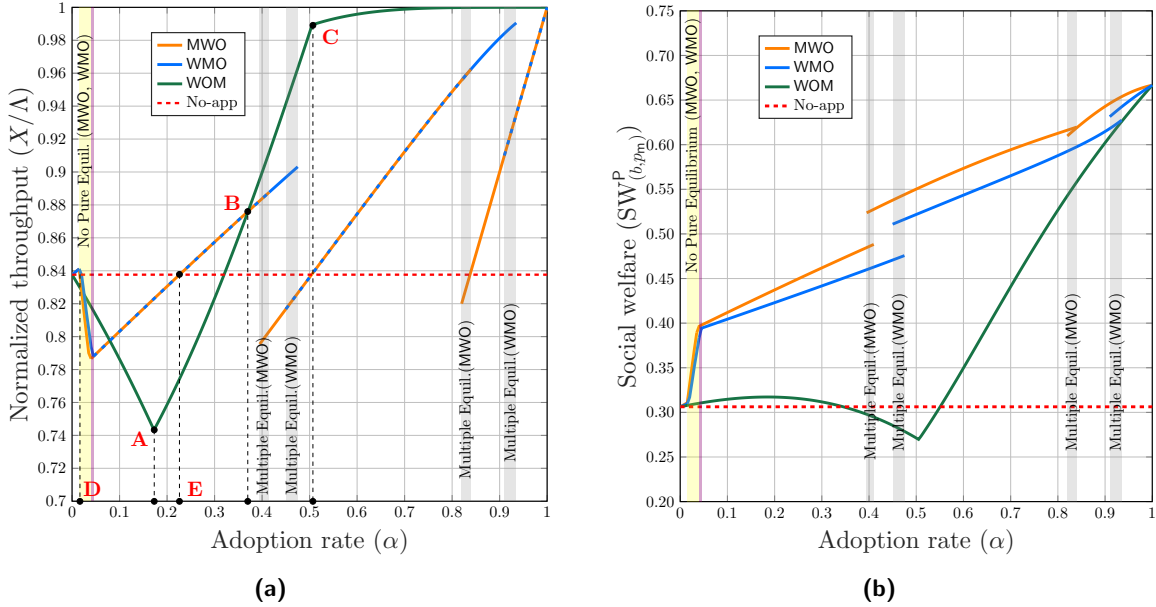 Normalized throughput (X/Λ)
1
0.98
0.96
0.94
0.92
0.9
0.88
0.86
0.84
0.82
0.8
0.78
0.76
0.74
0.72
0.7
No Pure Equil. (MWO, WMO)
MWO
WMO
WOM
No-app
A
B
C
D
E
Multiple Equil.(MWO)
Multiple Equil.(WMO)
Multiple Equil.(MWO)
Multiple Equil.(WMO)
0 0.1 0.2 0.3 0.4 0.5 0.6 0.7 0.8 0.9 1
Adoption rate (α)
(a)
Social welfare (SW^P_(b,p_m))
0.75
0.70
0.65
0.60
0.55
0.50
0.45
0.40
0.35
0.30
0.25
0.20
No Pure Equilibrium (MWO, WMO)
MWO
WMO
WOM
No-app
Multiple Equil.(MWO)
Multiple Equil.(WMO)
Multiple Equil.(MWO)
Multiple Equil.(WMO)
0 0.1 0.2 0.3 0.4 0.5 0.6 0.7 0.8 0.9 1
Adoption rate (α)
(b)